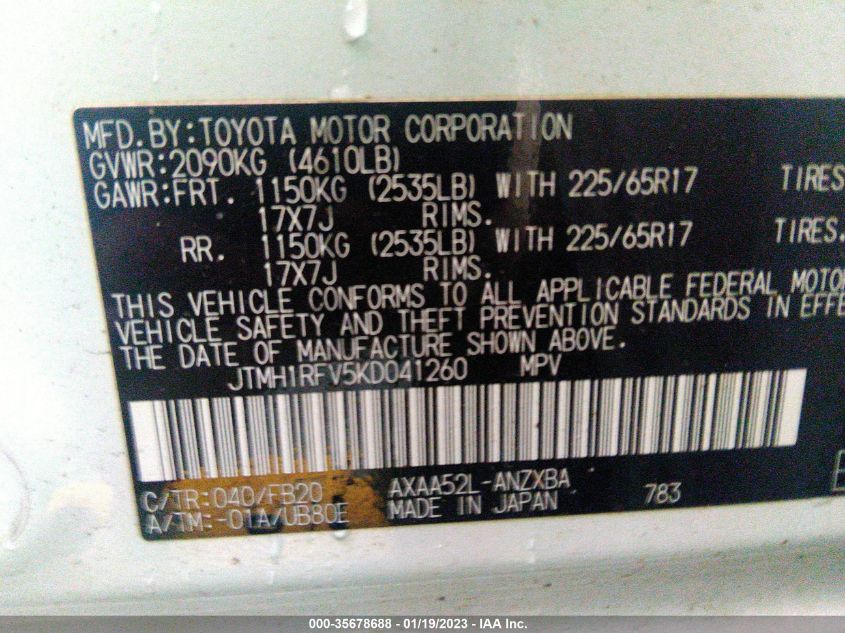 MFD.BY:TOYOTA MOTOR CORPORATION
GVWR:2090KG (4610LB)
GAWR:FRT. 1150KG (2535LB) WITH 225/65R17 TIRES
17X7J RIMS.
RR. 1150KG (2535LB) WITH 225/65R17 TIRES.
17X7J RIMS.
THIS VEHICLE CONFORMS TO ALL APPLICABLE FEDERAL MOTOR
VEHICLE SAFETY AND THEFT PREVENTION STANDARDS IN EFFE
THE DATE OF MANUFACTURE SHOWN ABOVE.
JTMH1RFV5KD041260 MPV
C/TR:040/FB20 AXAA52L-ANZXBA
A/TM:-01A/UB80E MADE IN JAPAN 783
000-35678688 - 01/19/2023 - IAA Inc.